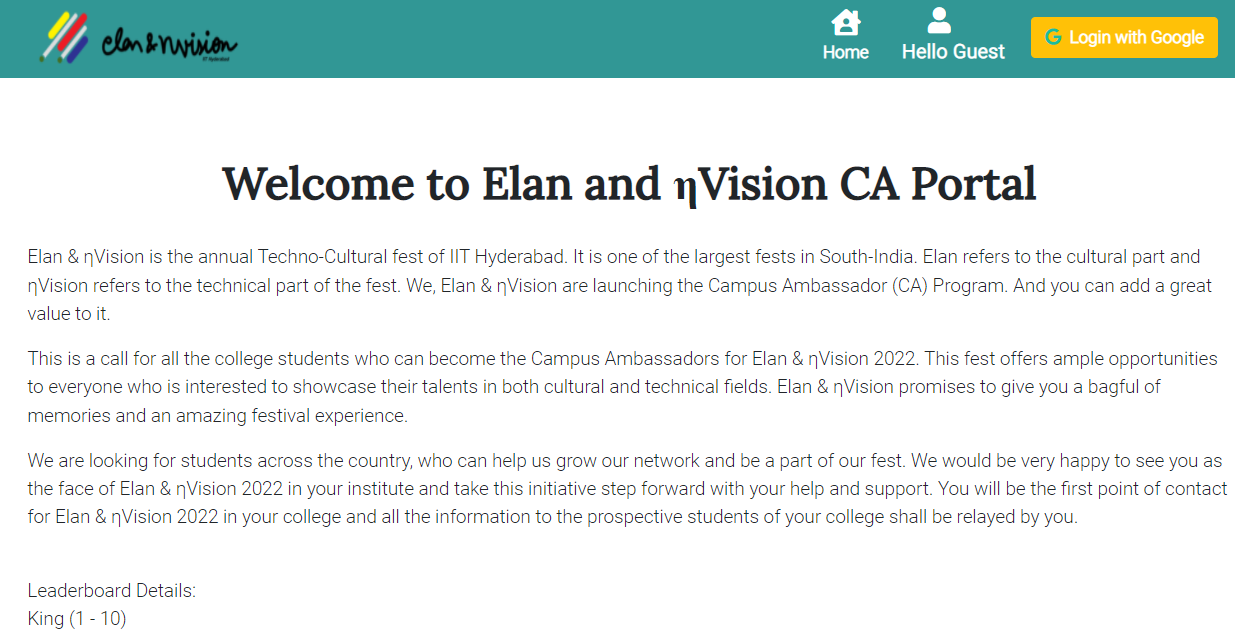 elan & nvision
IIT Hyderabad
Home
Hello Guest
G Login with Google
Welcome to Elan and ηVision CA Portal
Elan & ηVision is the annual Techno-Cultural fest of IIT Hyderabad. It is one of the largest fests in South-India. Elan refers to the cultural part and
ηVision refers to the technical part of the fest. We, Elan & ηVision are launching the Campus Ambassador (CA) Program. And you can add a great
value to it.
This is a call for all the college students who can become the Campus Ambassadors for Elan & ηVision 2022. This fest offers ample opportunities
to everyone who is interested to showcase their talents in both cultural and technical fields. Elan & ηVision promises to give you a bagful of
memories and an amazing festival experience.
We are looking for students across the country, who can help us grow our network and be a part of our fest. We would be very happy to see you as
the face of Elan & ηVision 2022 in your institute and take this initiative step forward with your help and support. You will be the first point of contact
for Elan & ηVision 2022 in your college and all the information to the prospective students of your college shall be relayed by you.
Leaderboard Details:
King (1 - 10)